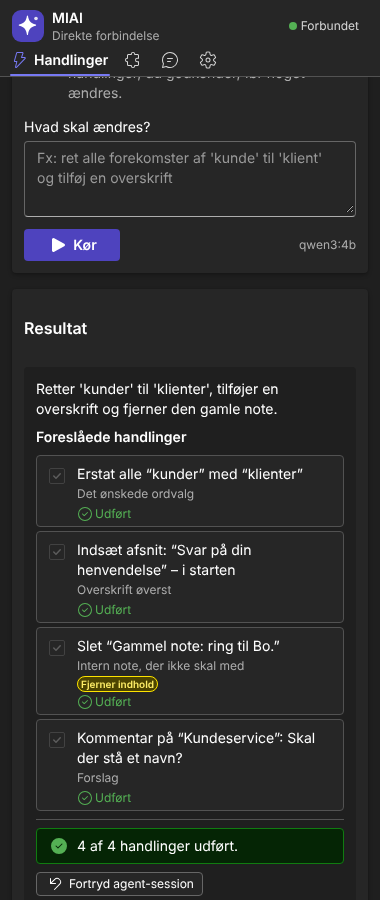 MIAI
Direkte forbindelse
Forbundet
Handlinger
ændres.
Hvad skal ændres?
Fx: ret alle forekomster af 'kunde' til 'klient'
og tilføj en overskrift
Kør
qwen3:4b
Resultat
Retter 'kunder' til 'klienter', tilføjer en
overskrift og fjerner den gamle note.
Foreslåede handlinger
Erstat alle “kunder” med “klienter”
Det ønskede ordvalg
Udført
Indsæt afsnit: “Svar på din
henvendelse” – i starten
Overskrift øverst
Udført
Slet “Gammel note: ring til Bo.”
Intern note, der ikke skal med
Fjerner indhold
Udført
Kommentar på “Kundeservice”: Skal
der stå et navn?
Forslag
Udført
4 af 4 handlinger udført.
Fortryd agent-session